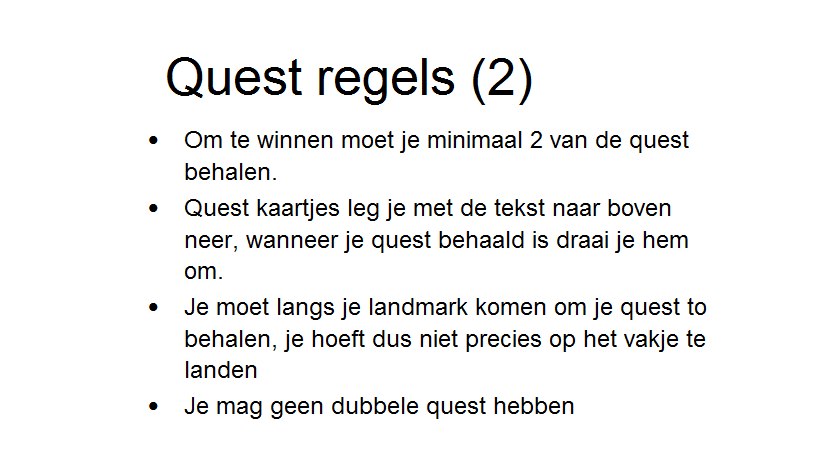 Quest regels (2)
• Om te winnen moet je minimaal 2 van de quest
behalen.
• Quest kaartjes leg je met de tekst naar boven
neer, wanneer je quest behaald is draai je hem
om.
• Je moet langs je landmark komen om je quest to
behalen, je hoeft dus niet precies op het vakje te
landen
• Je mag geen dubbele quest hebben